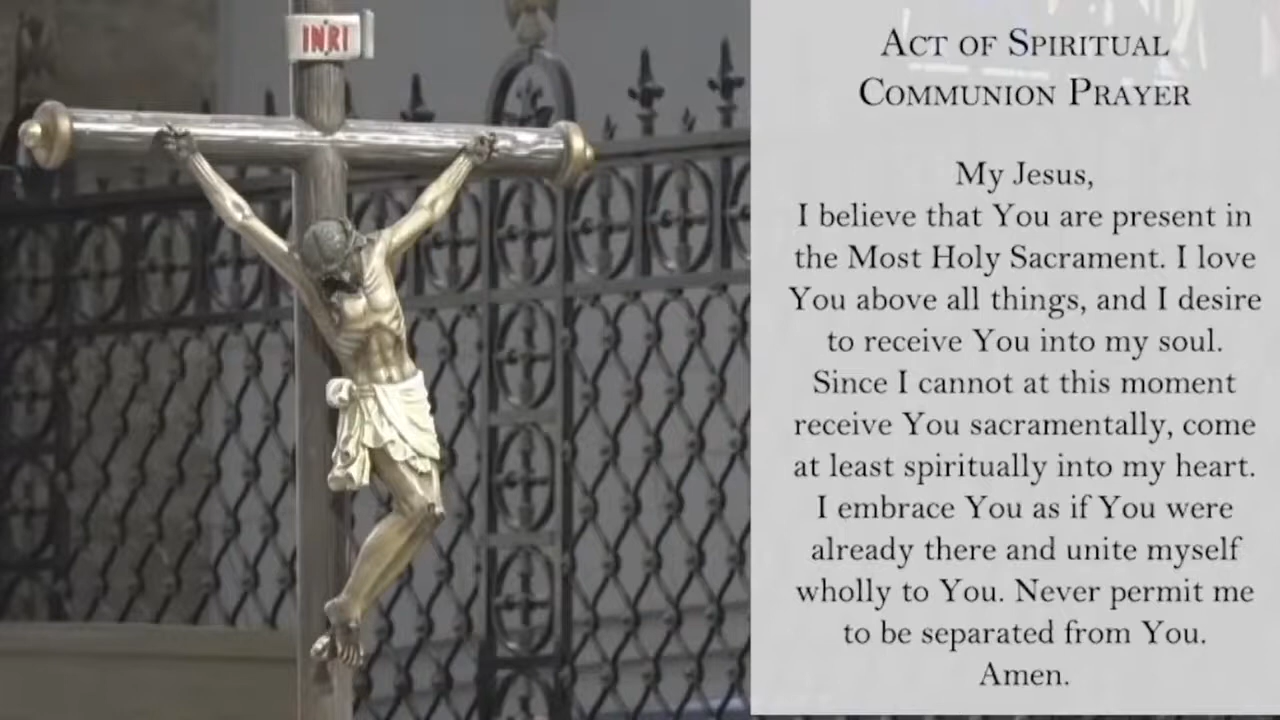 INRI
ACT OF SPIRITUAL
COMMUNION PRAYER
My Jesus,
I believe that You are present in
the Most Holy Sacrament. I love
You above all things, and I desire
to receive You into my soul.
Since I cannot at this moment
receive You sacramentally, come
at least spiritually into my heart.
I embrace You as if You were
already there and unite myself
wholly to You. Never permit me
to be separated from You.
Amen.